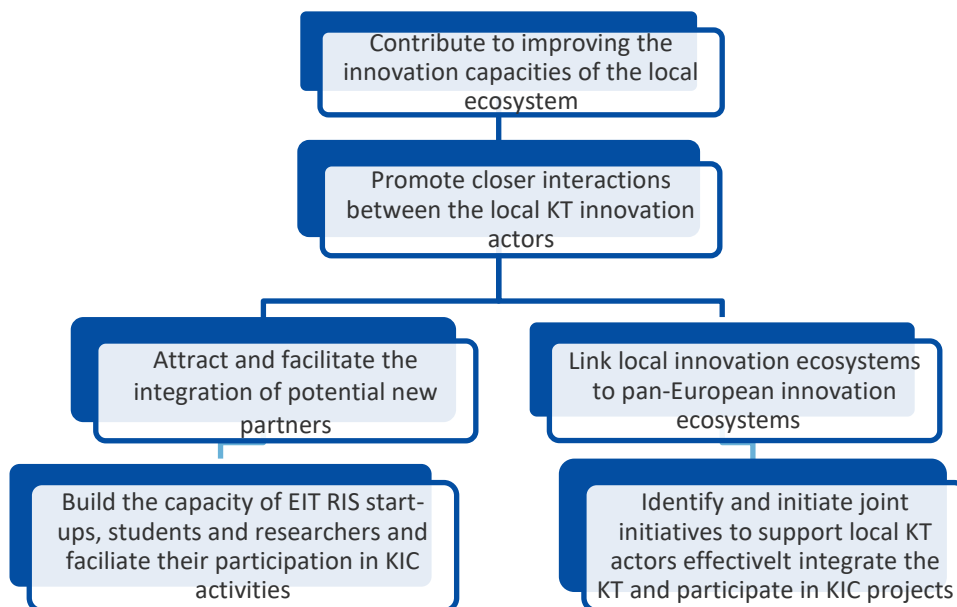 Contribute to improving the
innovation capacities of the local
ecosystem
Promote closer interactions
between the local KT innovation
actors
Attract and facilitate the
integration of potential new
partners
Link local innovation ecosystems
to pan-European innovation
ecosystems
Build the capacity of EIT RIS start-
ups, students and researchers and
faciliate their participation in KIC
activities
Identify and initiate joint
initiatives to support local KT
actors effectivelt integrate the
KT and participate in KIC projects